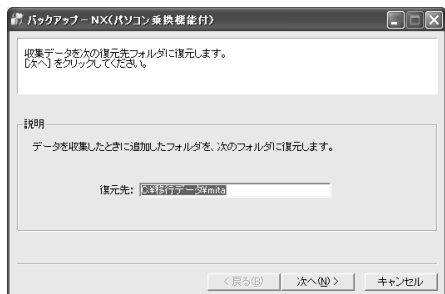 バックアップ-NX(パソコン乗換機能付)
収集データを次の復元先フォルダに復元します。
[次へ]をクリックしてください。
説明
データを収集したときに追加したフォルダを、次のフォルダに復元します。
復元先: C:¥移行データ¥mita
< 戻る(B)
次へ(N) >
キャンセル